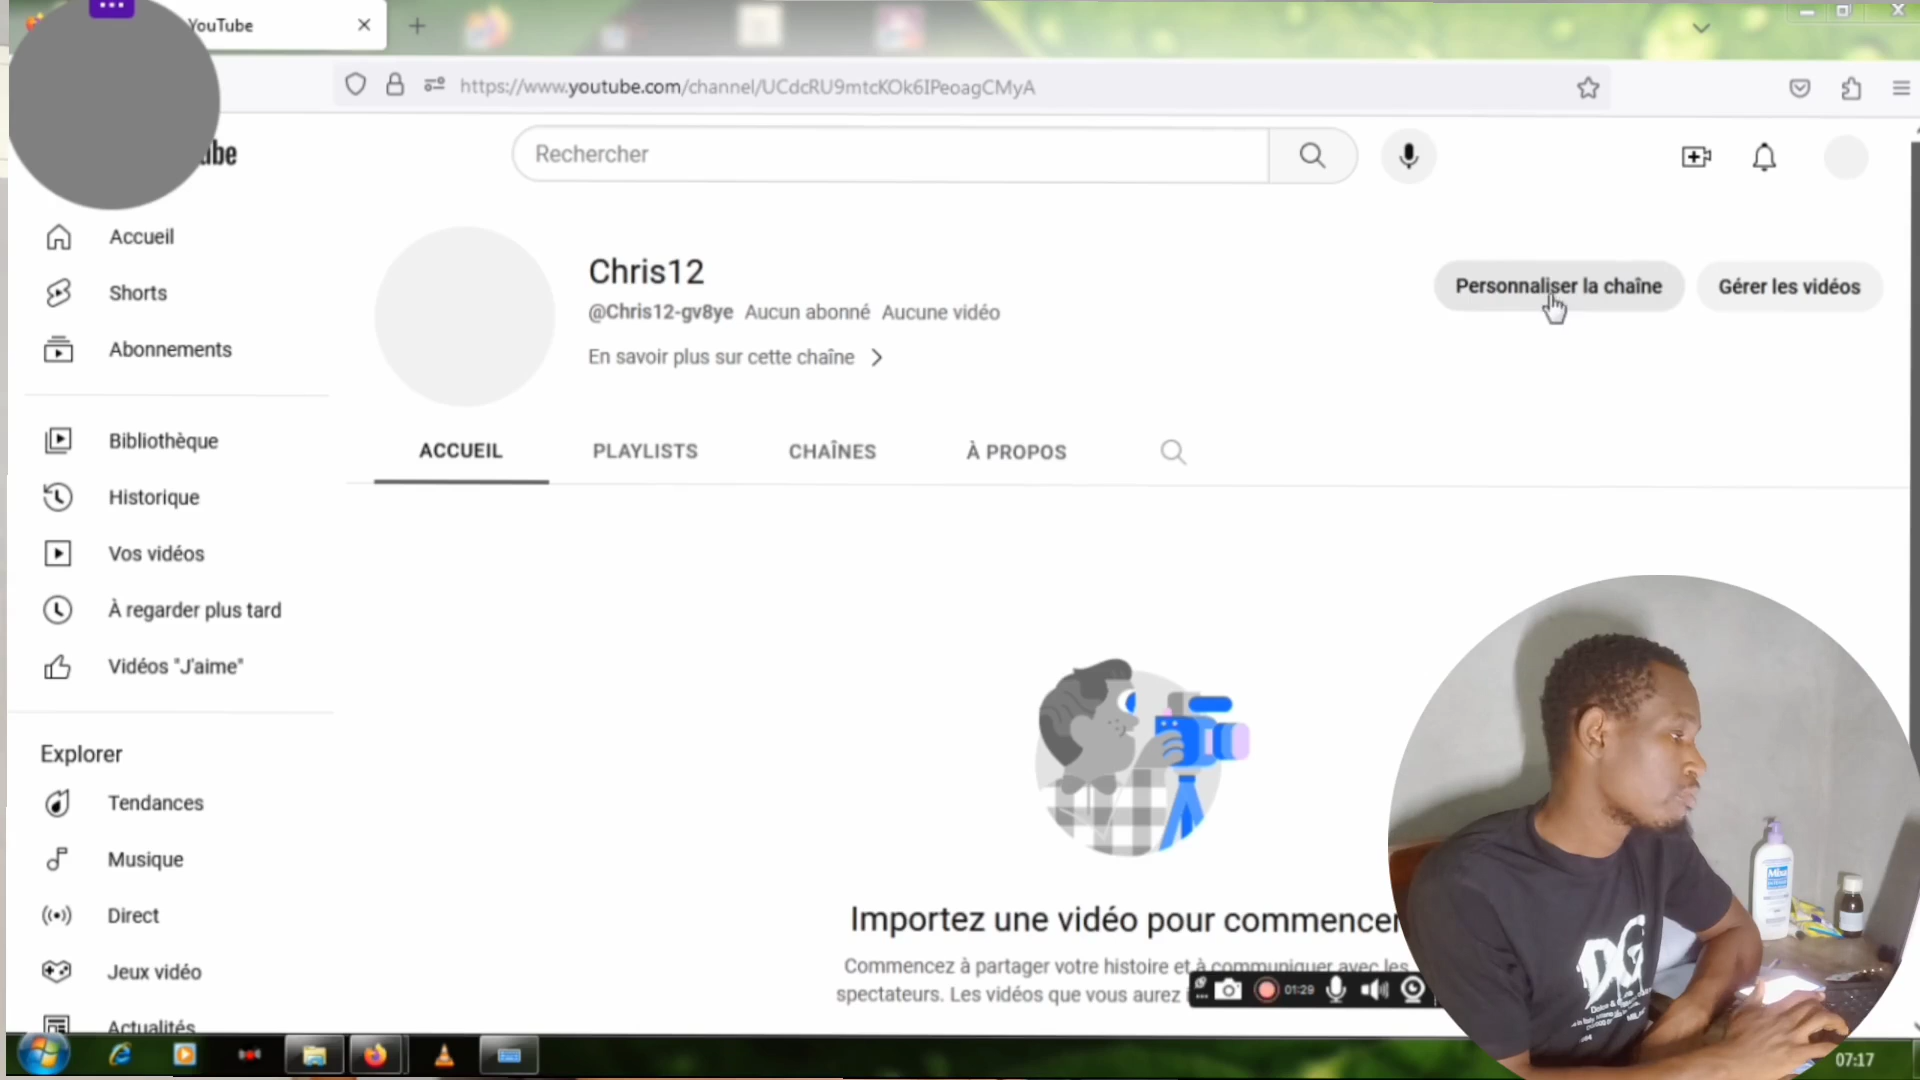 YouTube
https://www.youtube.com/channel/UCdcRU9mtcKOk6IPeoagCMyA
Rechercher
Accueil
Shorts
Abonnements
Bibliothèque
Historique
Vos vidéos
À regarder plus tard
Vidéos "J'aime"
Explorer
Tendances
Musique
Direct
Jeux vidéo
Actualités
Chris12
@Chris12-gv8ye Aucun abonné Aucune vidéo
En savoir plus sur cette chaîne
Personnaliser la chaîne
Gérer les vidéos
ACCUEIL PLAYLISTS CHAÎNES À PROPOS
Importez une vidéo pour commencer
Commencez à partager votre histoire et à communiquer avec les
spectateurs. Les vidéos que vous aurez
01:29
Mixa
DG
07:17